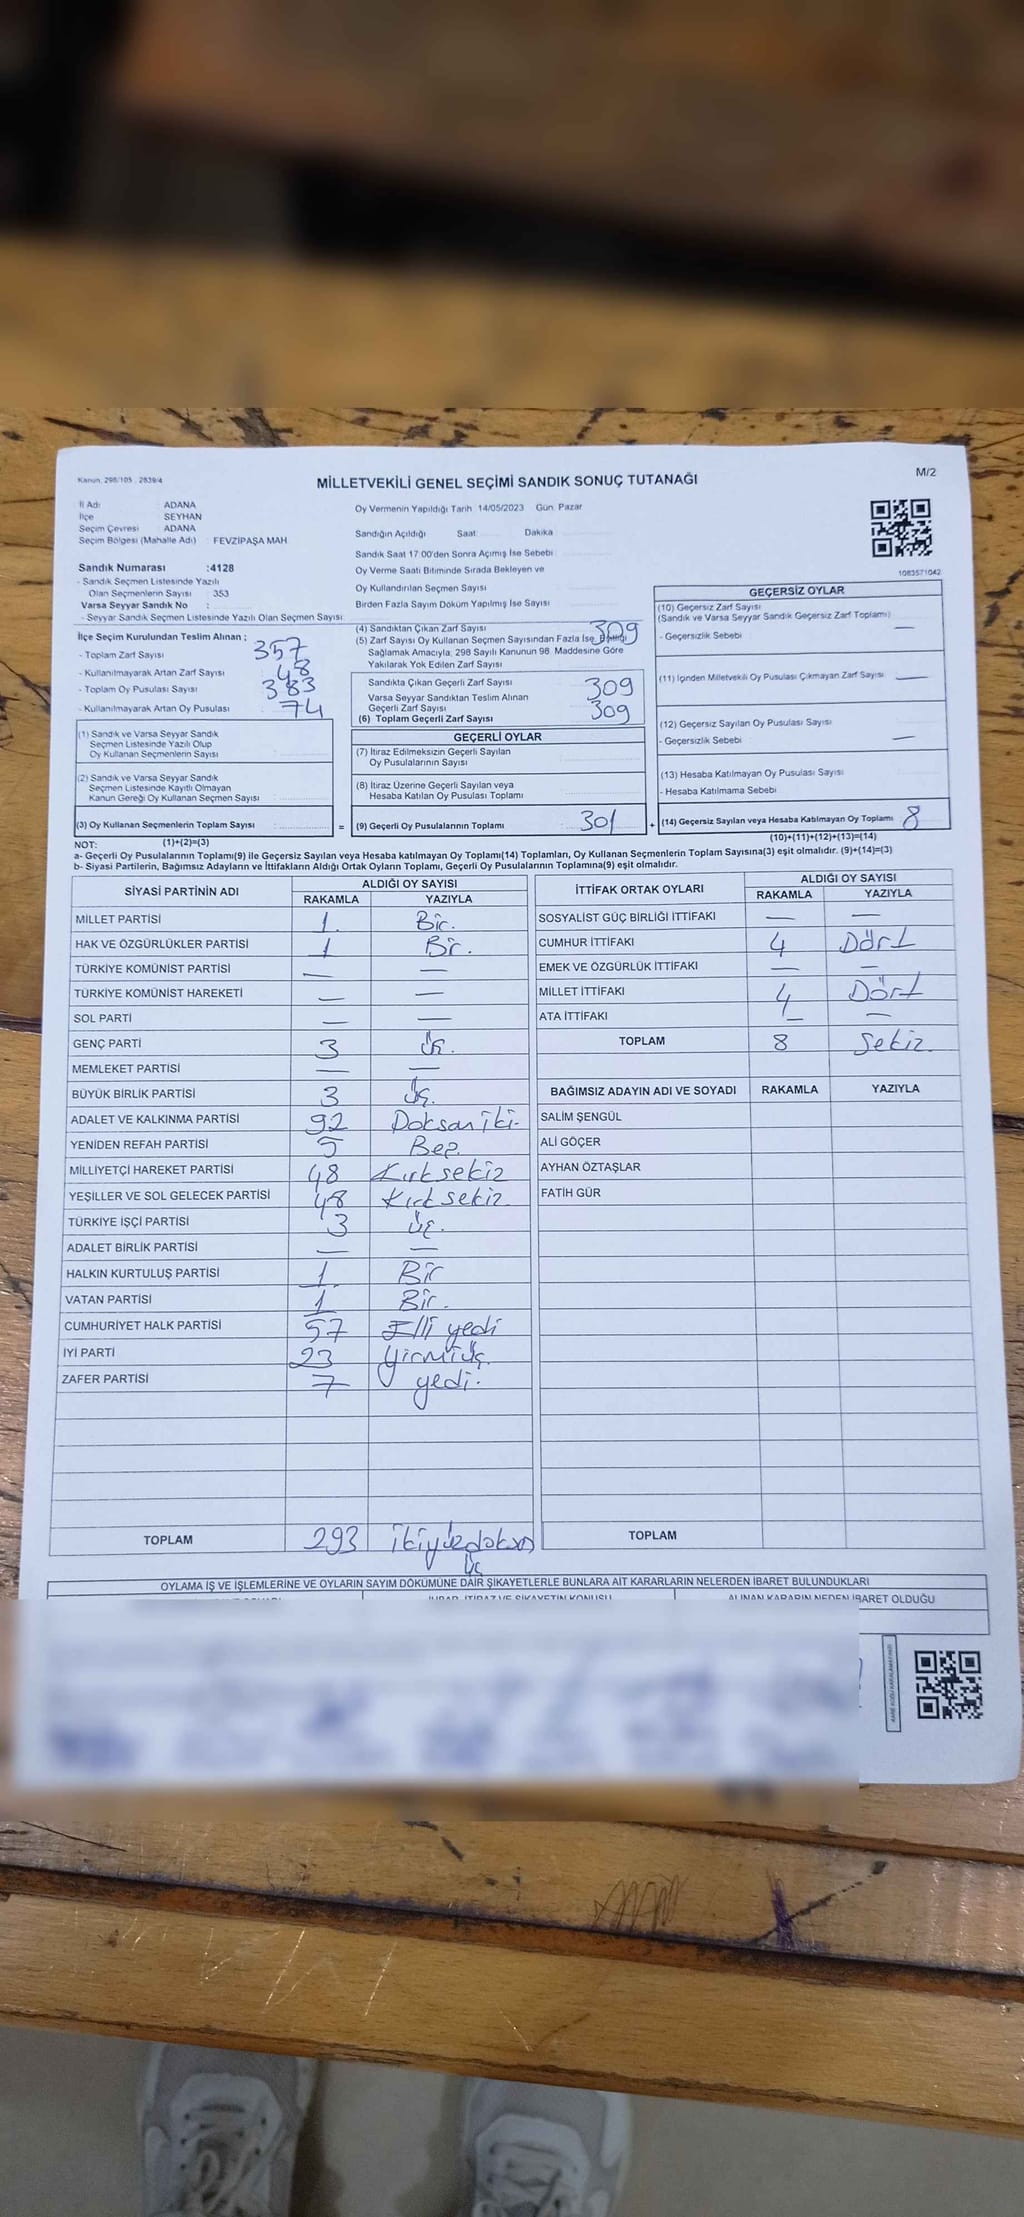 Kanun, 298/105 , 2839/4
MİLLETVEKİLİ GENEL SEÇİMİ SANDIK SONUÇ TUTANAĞI
M/2
İl Adı ADANA
İlçe SEYHAN
Seçim Çevresi ADANA
Seçim Bölgesi (Mahalle Adı) : FEVZİPAŞA MAH
Sandık Numarası :4128
- Sandık Seçmen Listesinde Yazılı
Olan Seçmenlerin Sayısı : 353
Varsa Seyyar Sandık No :
- Seyyar Sandık Seçmen Listesinde Yazılı Olan Seçmen Sayısı:
Oy Vermenin Yapıldığı Tarih 14/05/2023 Gün. Pazar
Sandığın Açıldığı Saat: Dakika
Sandık Saat 17:00'den Sonra Açılmış İse Sebebi :
Oy Verme Saati Bitiminde Sırada Bekleyen ve
Oy Kullandırılan Seçmen Sayısı
Birden Fazla Sayım Döküm Yapılmış İse Sayısı
1083571042
İlçe Seçim Kurulundan Teslim Alınan ;
- Toplam Zarf Sayısı 357
- Kullanılmayarak Artan Zarf Sayısı 48
- Toplam Oy Pusulası Sayısı 383
- Kullanılmayarak Artan Oy Pusulası 74
(1) Sandık ve Varsa Seyyar Sandık
Seçmen Listesinde Yazılı Olup
Oy Kullanan Seçmenlerin Sayısı
(2) Sandık ve Varsa Seyyar Sandık
Seçmen Listesinde Kayıtlı Olmayan
Kanun Gereği Oy Kullanan Seçmen Sayısı
(3) Oy Kullanan Seçmenlerin Toplam Sayısı =
(4) Sandıktan Çıkan Zarf Sayısı 309
(5) Zarf Sayısı Oy Kullanan Seçmen Sayısından Fazla İse, Eşitliği
Sağlamak Amacıyla, 298 Sayılı Kanunun 98. Maddesine Göre
Yakılarak Yok Edilen Zarf Sayısı
Sandıkta Çıkan Geçerli Zarf Sayısı 309
Varsa Seyyar Sandıktan Teslim Alınan
Geçerli Zarf Sayısı 309
(6) Toplam Geçerli Zarf Sayısı
GEÇERLİ OYLAR
(7) İtiraz Edilmeksizin Geçerli Sayılan
Oy Pusulalarının Sayısı
(8) İtiraz Üzerine Geçerli Sayılan veya
Hesaba Katılan Oy Pusulası Toplamı
(9) Geçerli Oy Pusulalarının Toplamı 301 +
GEÇERSİZ OYLAR
(10) Geçersiz Zarf Sayısı
(Sandık ve Varsa Seyyar Sandık Geçersiz Zarf Toplamı) —
- Geçersizlik Sebebi
(11) İçinden Milletvekili Oy Pusulası Çıkmayan Zarf Sayısı —
(12) Geçersiz Sayılan Oy Pusulası Sayısı
- Geçersizlik Sebebi —
(13) Hesaba Katılmayan Oy Pusulası Sayısı
- Hesaba Katılmama Sebebi
(14) Geçersiz Sayılan veya Hesaba Katılmayan Oy Toplamı 8
(10)+(11)+(12)+(13)=(14)
NOT: (1)+(2)=(3)
a- Geçerli Oy Pusulalarının Toplamı(9) ile Geçersiz Sayılan veya Hesaba katılmayan Oy Toplamı(14) Toplamları, Oy Kullanan Seçmenlerin Toplam Sayısına(3) eşit olmalıdır. (9)+(14)=(3)
b- Siyasi Partilerin, Bağımsız Adayların ve İttifakların Aldığı Ortak Oyların Toplamı, Geçerli Oy Pusulalarının Toplamına(9) eşit olmalıdır.
SİYASİ PARTİNİN ADI ALDIĞI OY SAYISI
RAKAMLA YAZIYLA
MİLLET PARTİSİ 1. Bir.
HAK VE ÖZGÜRLÜKLER PARTİSİ 1 Bir.
TÜRKİYE KOMÜNİST PARTİSİ — —
TÜRKİYE KOMÜNİST HAREKETİ — —
SOL PARTİ — —
GENÇ PARTİ 3 Üç.
MEMLEKET PARTİSİ — —
BÜYÜK BİRLİK PARTİSİ 3 Üç.
ADALET VE KALKINMA PARTİSİ 92 Doksan iki-
YENİDEN REFAH PARTİSİ 5 Beş.
MİLLİYETÇİ HAREKET PARTİSİ 48 Kırk sekiz
YEŞİLLER VE SOL GELECEK PARTİSİ 48 Kırk sekiz
TÜRKİYE İŞÇİ PARTİSİ 3 Üç.
ADALET BİRLİK PARTİSİ — —
HALKIN KURTULUŞ PARTİSİ 1. Bir
VATAN PARTİSİ 1 Bir.
CUMHURİYET HALK PARTİSİ 57 Elli yedi
İYİ PARTİ 23 Yirmiüç.
ZAFER PARTİSİ 7 yedi.
TOPLAM 293 ikiyüzdoksan
üç
İTTİFAK ORTAK OYLARI ALDIĞI OY SAYISI
RAKAMLA YAZIYLA
SOSYALİST GÜÇ BİRLİĞİ İTTİFAKI — —
CUMHUR İTTİFAKI 4 Dört
EMEK VE ÖZGÜRLÜK İTTİFAKI — —
MİLLET İTTİFAKI 4 Dört
ATA İTTİFAKI — —
TOPLAM 8 Sekiz.
BAĞIMSIZ ADAYIN ADI VE SOYADI RAKAMLA YAZIYLA
SALİM ŞENGÜL
ALİ GÖÇER
AYHAN ÖZTAŞLAR
FATİH GÜR
TOPLAM
OYLAMA İŞ VE İŞLEMLERİNE VE OYLARIN SAYIM DÖKÜMÜNE DAİR ŞİKAYETLERLE BUNLARA AİT KARARLARIN NELERDEN İBARET BULUNDUKLARI
İHBAR, İTİRAZ VE ŞİKAYETİN KONUSU ALINAN KARARIN NEDEN İBARET OLDUĞU